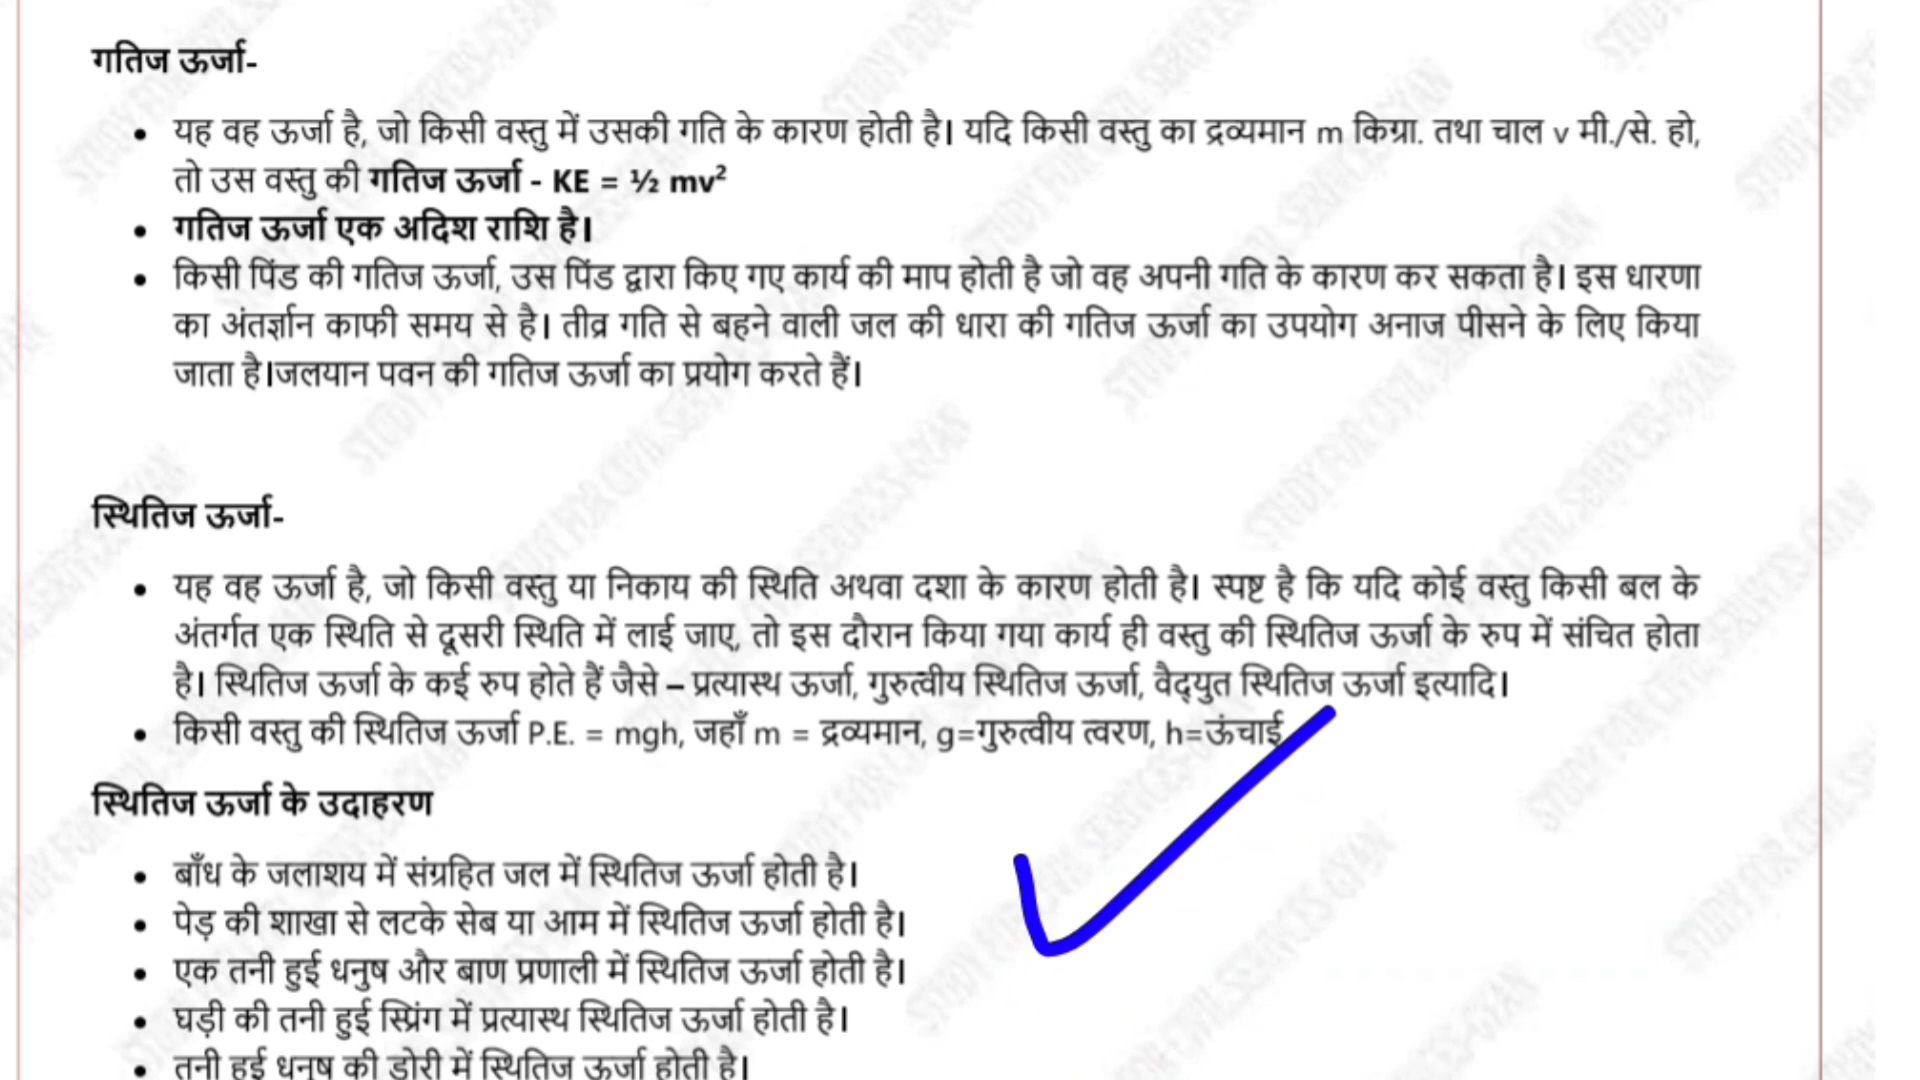 गतिज ऊर्जा-
• यह वह ऊर्जा है, जो किसी वस्तु में उसकी गति के कारण होती है। यदि किसी वस्तु का द्रव्यमान m किग्रा. तथा चाल v मी./से. हो,
तो उस वस्तु की गतिज ऊर्जा - KE = ½ mv²
• गतिज ऊर्जा एक अदिश राशि है।
• किसी पिंड की गतिज ऊर्जा, उस पिंड द्वारा किए गए कार्य की माप होती है जो वह अपनी गति के कारण कर सकता है। इस धारणा
का अंतर्ज्ञान काफी समय से है। तीव्र गति से बहने वाली जल की धारा की गतिज ऊर्जा का उपयोग अनाज पीसने के लिए किया
जाता है।जलयान पवन की गतिज ऊर्जा का प्रयोग करते हैं।
स्थितिज ऊर्जा-
• यह वह ऊर्जा है, जो किसी वस्तु या निकाय की स्थिति अथवा दशा के कारण होती है। स्पष्ट है कि यदि कोई वस्तु किसी बल के
अंतर्गत एक स्थिति से दूसरी स्थिति में लाई जाए, तो इस दौरान किया गया कार्य ही वस्तु की स्थितिज ऊर्जा के रुप में संचित होता
है। स्थितिज ऊर्जा के कई रुप होते हैं जैसे – प्रत्यास्थ ऊर्जा, गुरुत्वीय स्थितिज ऊर्जा, वैद्युत स्थितिज ऊर्जा इत्यादि।
• किसी वस्तु की स्थितिज ऊर्जा P.E. = mgh, जहाँ m = द्रव्यमान, g=गुरुत्वीय त्वरण, h=ऊंचाई
स्थितिज ऊर्जा के उदाहरण
• बाँध के जलाशय में संग्रहित जल में स्थितिज ऊर्जा होती है।
• पेड़ की शाखा से लटके सेब या आम में स्थितिज ऊर्जा होती है।
• एक तनी हुई धनुष और बाण प्रणाली में स्थितिज ऊर्जा होती है।
• घड़ी की तनी हुई स्प्रिंग में प्रत्यास्थ स्थितिज ऊर्जा होती है।
• तनी हुई धनुष की डोरी में स्थितिज ऊर्जा होती है।